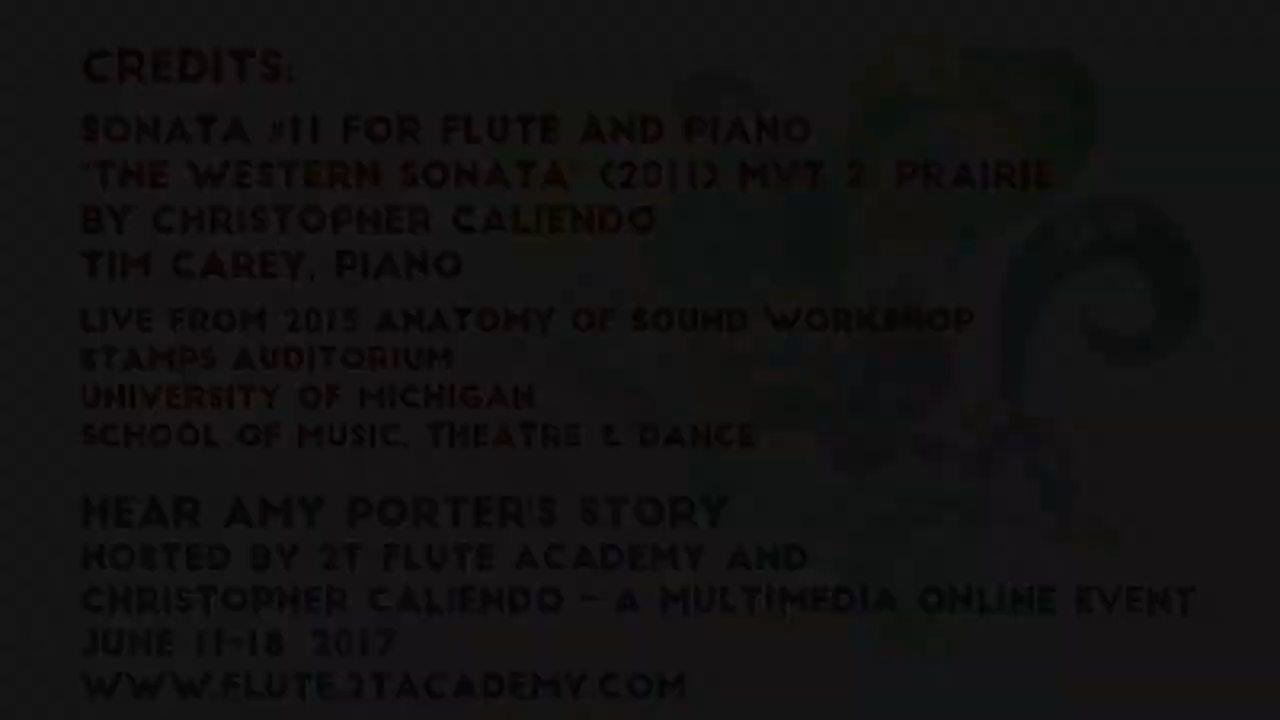 CREDITS:
SONATA #11 FOR FLUTE AND PIANO
"THE WESTERN SONATA" (2011) MVT 2. PRAIRIE
BY CHRISTOPHER CALIENDO
TIM CAREY, PIANO
LIVE FROM 2015 ANATOMY OF SOUND WORKSHOP
STAMPS AUDITORIUM
UNIVERSITY OF MICHIGAN
SCHOOL OF MUSIC, THEATRE & DANCE
HEAR AMY PORTER'S STORY
HOSTED BY 2T FLUTE ACADEMY AND
CHRISTOPHER CALIENDO - A MULTIMEDIA ONLINE EVENT
JUNE 11-18 2017
WWW.FLUTE.2TACADEMY.COM